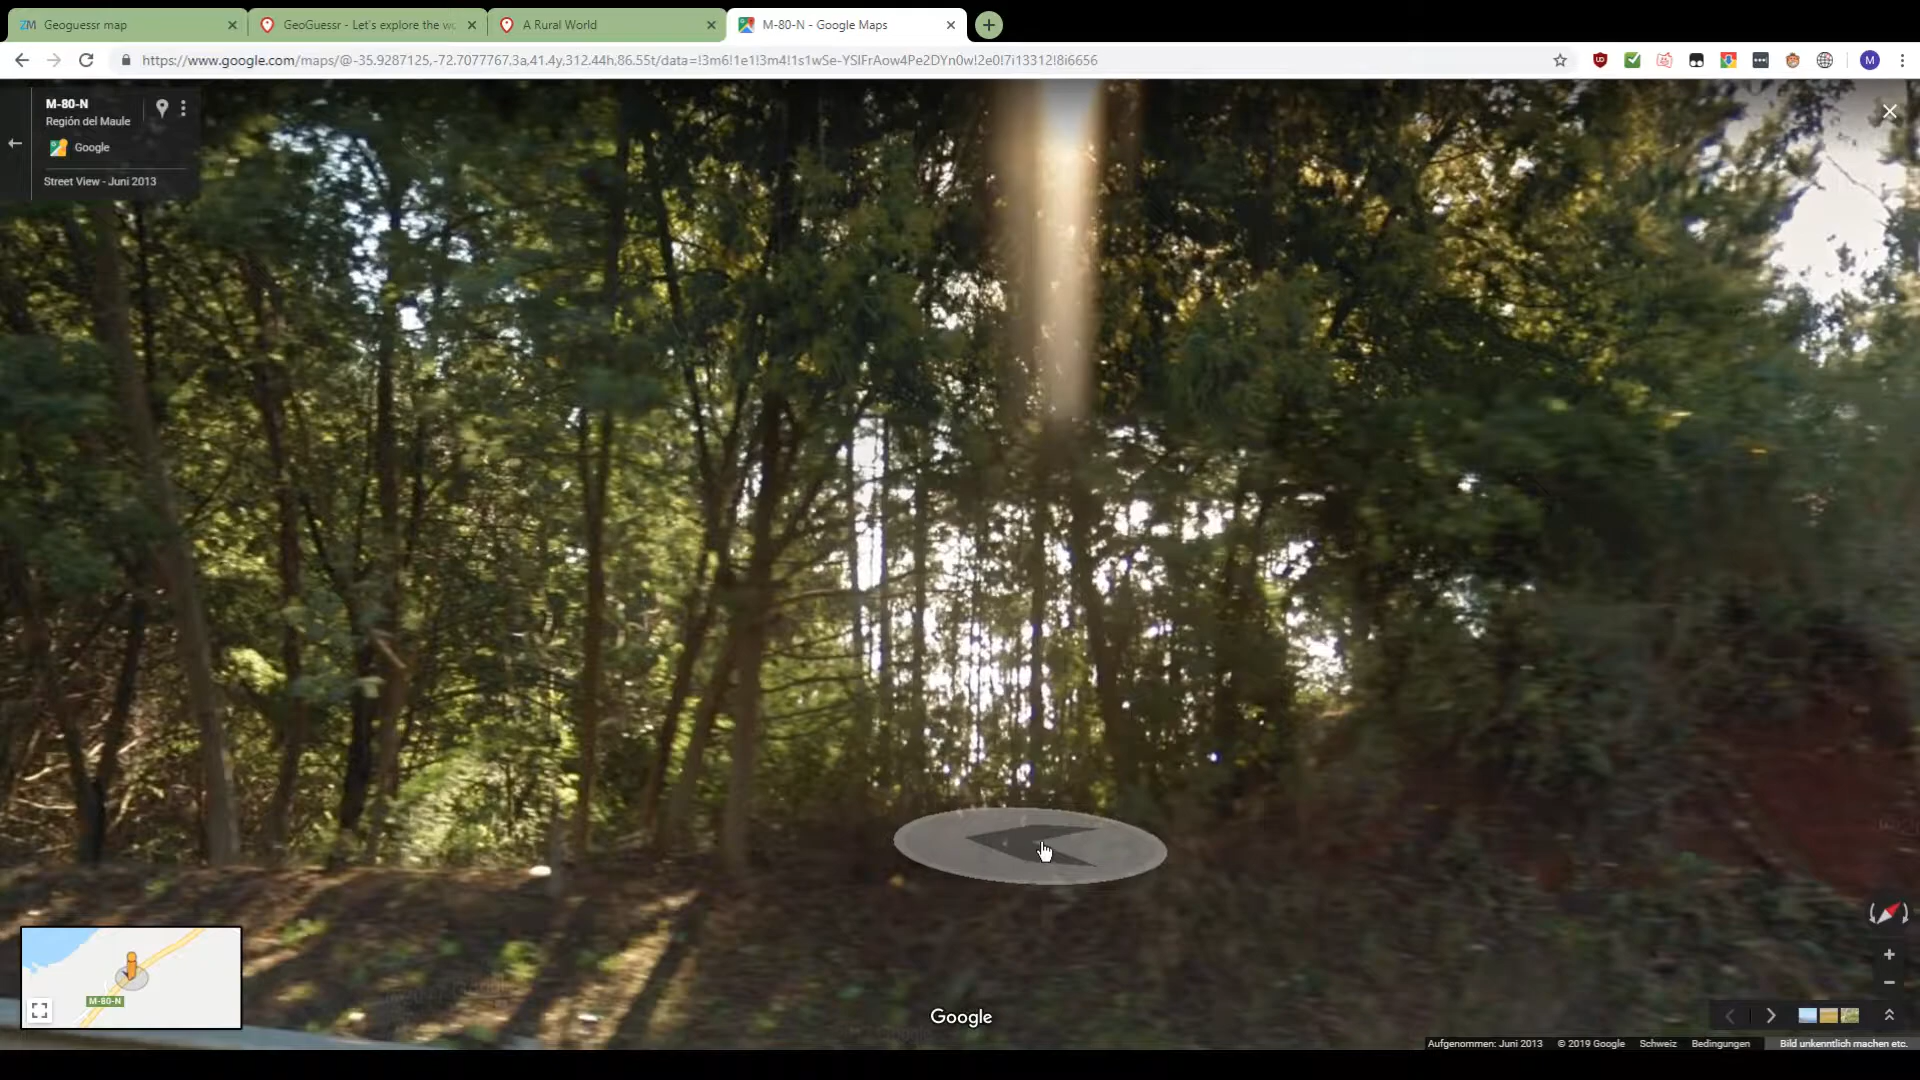 Geoguessr map
GeoGuessr - Let's explore the wo
A Rural World
M-80-N - Google Maps
https://www.google.com/maps/@-35.9287125,-72.7077767,3a,41.4y,312.44h,86.55t/data=!3m6!1e1!3m4!1s1wSe-YSlFrAow4Pe2DYn0w!2e0!7i13312!8i6656
M
M-80-N
Región del Maule
Google
Street View - Juni 2013
M-80-N
Google
Aufgenommen: Juni 2013 © 2019 Google Schweiz Bedingungen Bild unkenntlich machen etc.